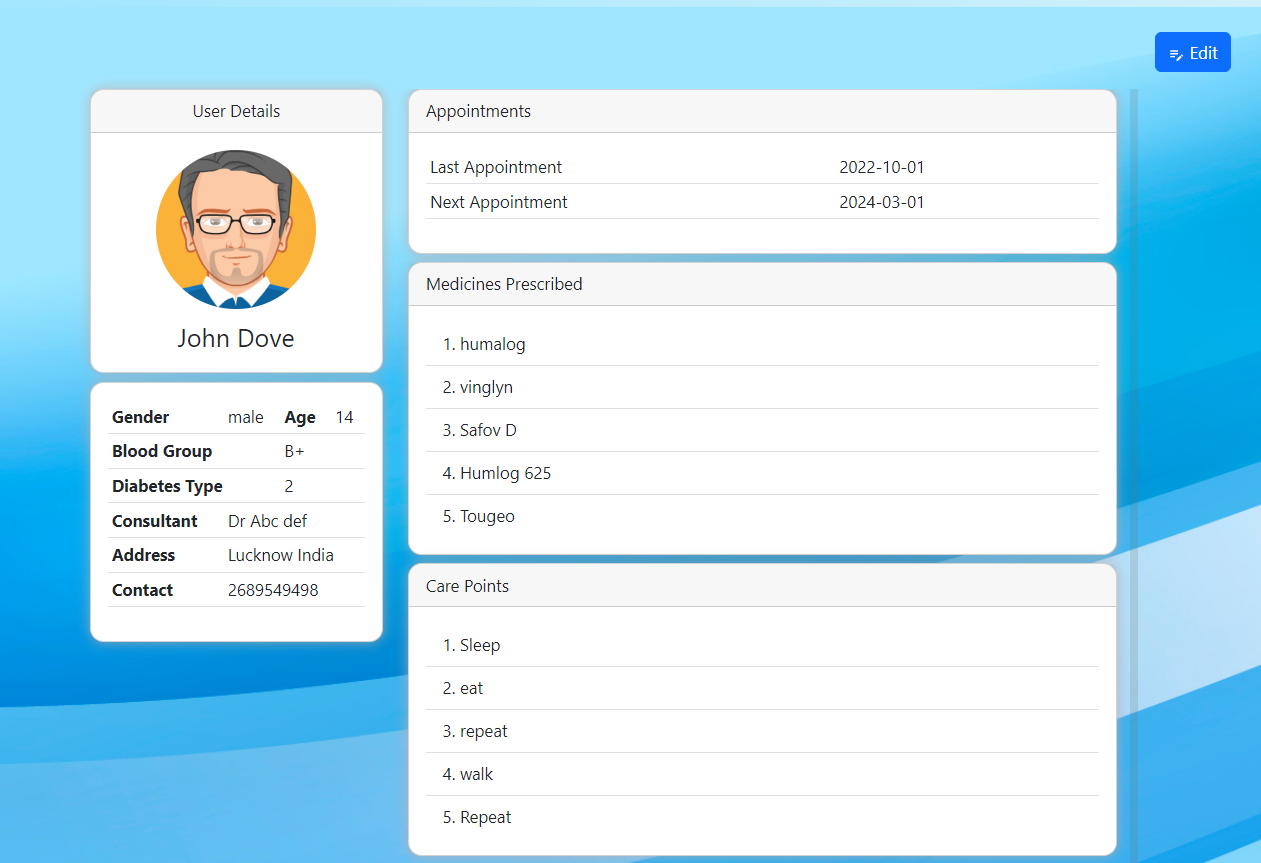 Edit
User Details
John Dove
Gender male Age 14
Blood Group B+
Diabetes Type 2
Consultant Dr Abc def
Address Lucknow India
Contact 2689549498
Appointments
Last Appointment 2022-10-01
Next Appointment 2024-03-01
Medicines Prescribed
1. humalog
2. vinglyn
3. Safov D
4. Humlog 625
5. Tougeo
Care Points
1. Sleep
2. eat
3. repeat
4. walk
5. Repeat